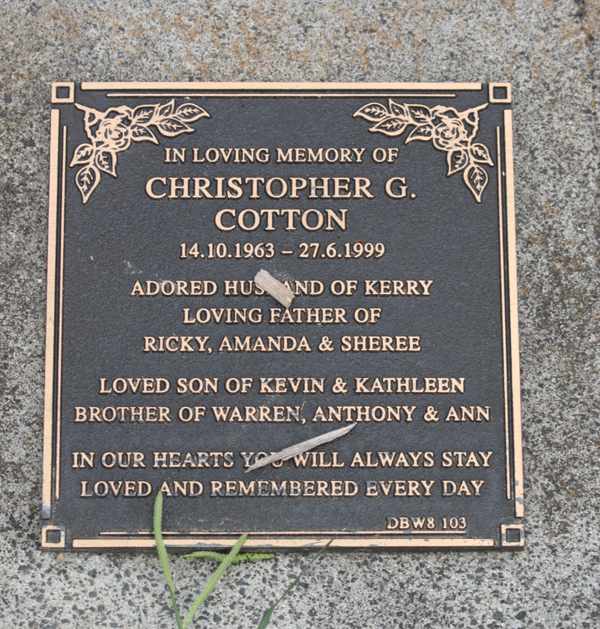 IN LOVING MEMORY OF
CHRISTOPHER G.
COTTON
14.10.1963 – 27.6.1999
ADORED HUSBAND OF KERRY
LOVING FATHER OF
RICKY, AMANDA & SHEREE
LOVED SON OF KEVIN & KATHLEEN
BROTHER OF WARREN, ANTHONY & ANN
IN OUR HEARTS YOU WILL ALWAYS STAY
LOVED AND REMEMBERED EVERY DAY
DBW8 103